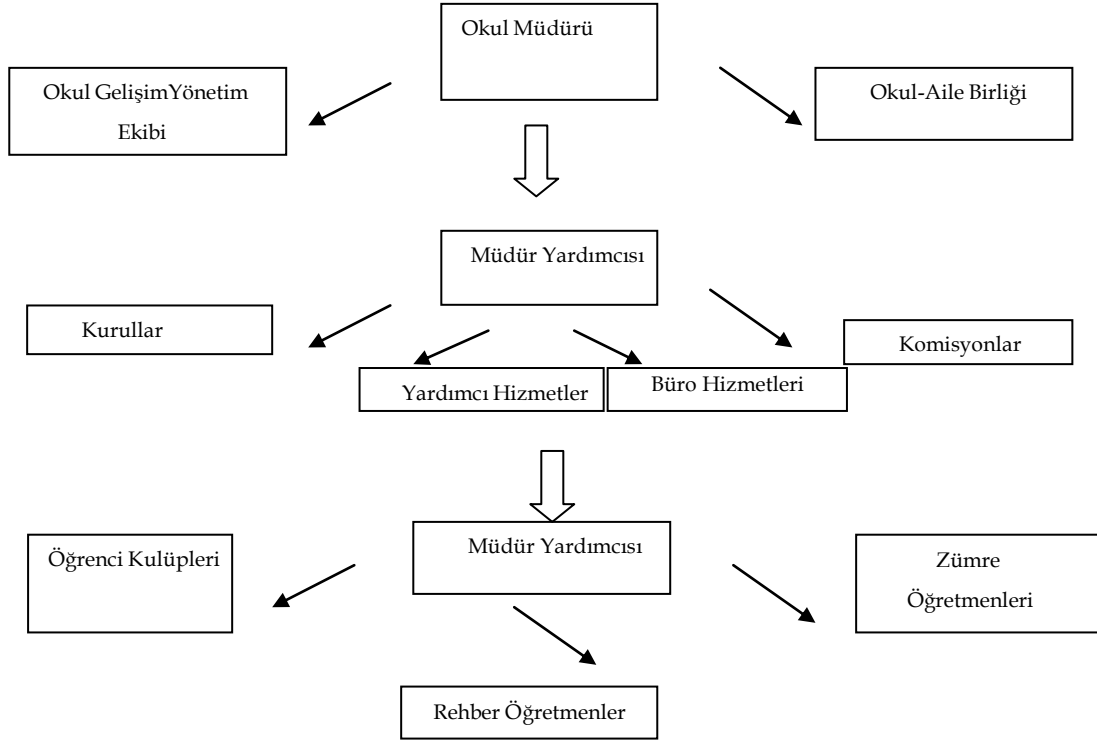 Okul Müdürü
Okul GelişimYönetim
Ekibi
Okul-Aile Birliği
Müdür Yardımcısı
Kurullar
Komisyonlar
Yardımcı Hizmetler
Büro Hizmetleri
Müdür Yardımcısı
Öğrenci Kulüpleri
Zümre
Öğretmenleri
Rehber Öğretmenler